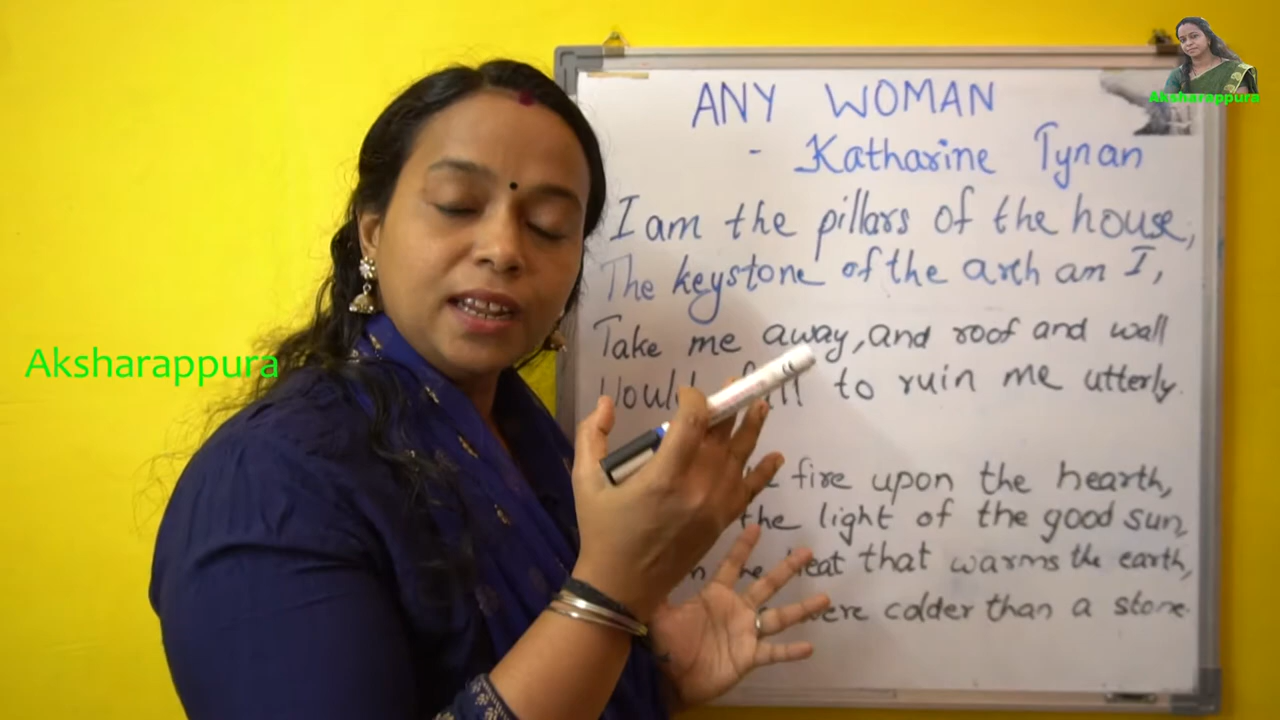 ANY WOMAN
- Katharine Tynan
I am the pillars of the house,
The keystone of the arch am I,
Take me away, and roof and wall
to ruin me utterly.
fire upon the hearth,
the light of the good sun,
heat that warms the earth,
were colder than a stone.
Aksharappura
Aksharappura